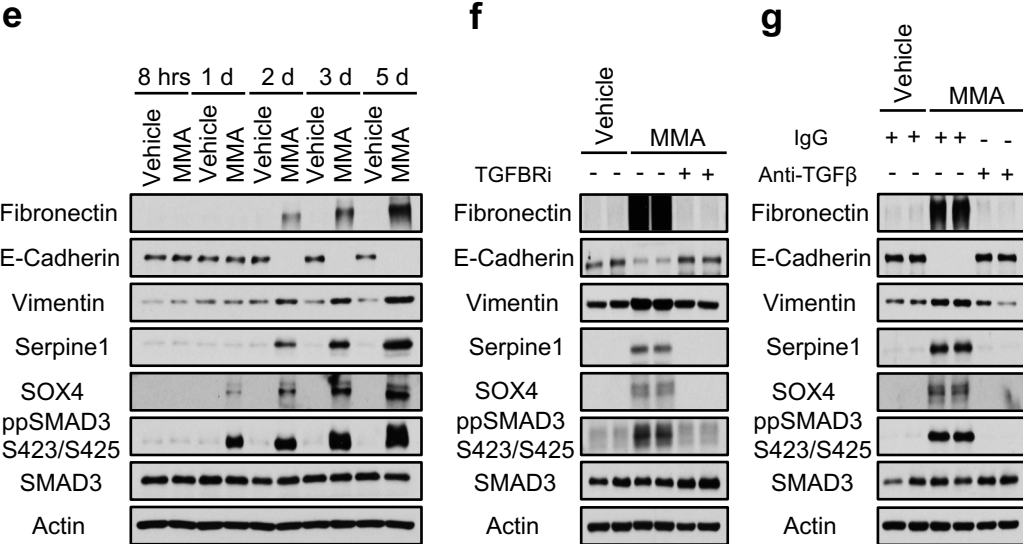 e
8 hrs 1 d 2 d 3 d 5 d
Vehicle MMA Vehicle MMA Vehicle MMA Vehicle MMA Vehicle MMA
Fibronectin
E-Cadherin
Vimentin
Serpine1
SOX4
ppSMAD3
S423/S425
SMAD3
Actin
f
Vehicle
MMA
TGFBRi - - - - + +
Fibronectin
E-Cadherin
Vimentin
Serpine1
SOX4
ppSMAD3
S423/S425
SMAD3
Actin
g
Vehicle
MMA
IgG + + + + - -
Anti-TGFβ - - - - + +
Fibronectin
E-Cadherin
Vimentin
Serpine1
SOX4
ppSMAD3
S423/S425
SMAD3
Actin